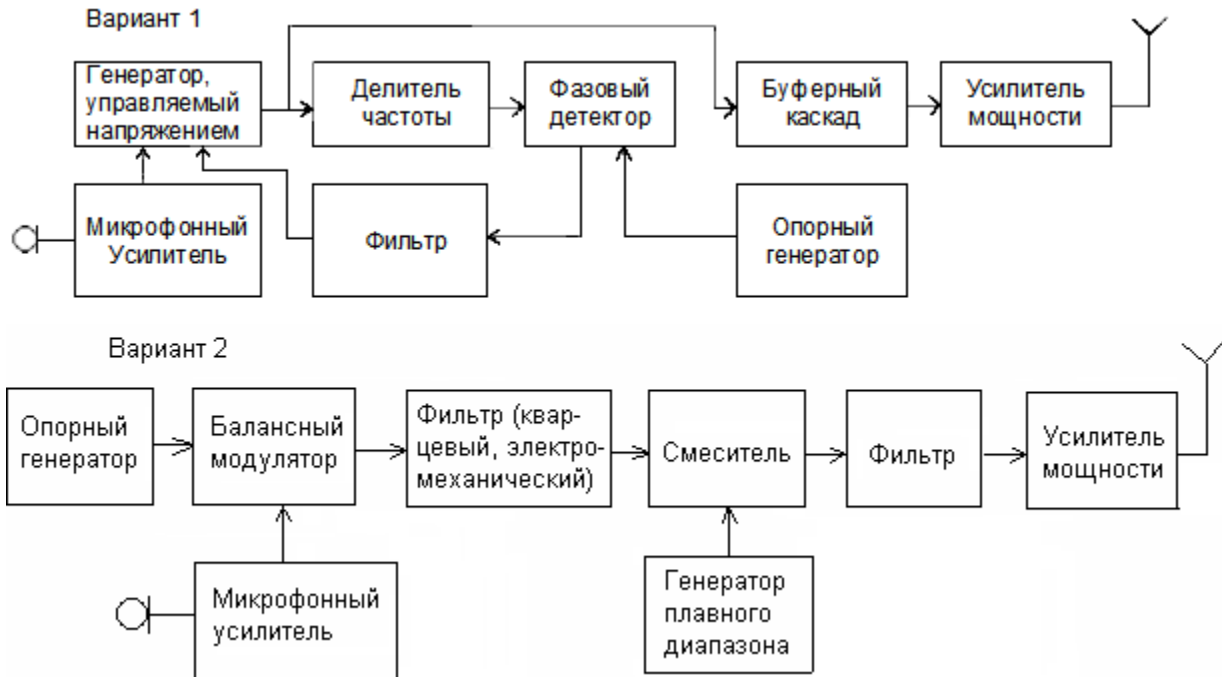 Вариант 1
Генератор,
управляемый
напряжением
Делитель
частоты
Фазовый
детектор
Буферный
каскад
Усилитель
мощности
Микрофонный
Усилитель
Фильтр
Опорный
генератор
Вариант 2
Опорный
генератор
Балансный
модулятор
Фильтр (квар-
цевый, электро-
механический)
Смеситель
Фильтр
Усилитель
мощности
Микрофонный
усилитель
Генератор
плавного
диапазона